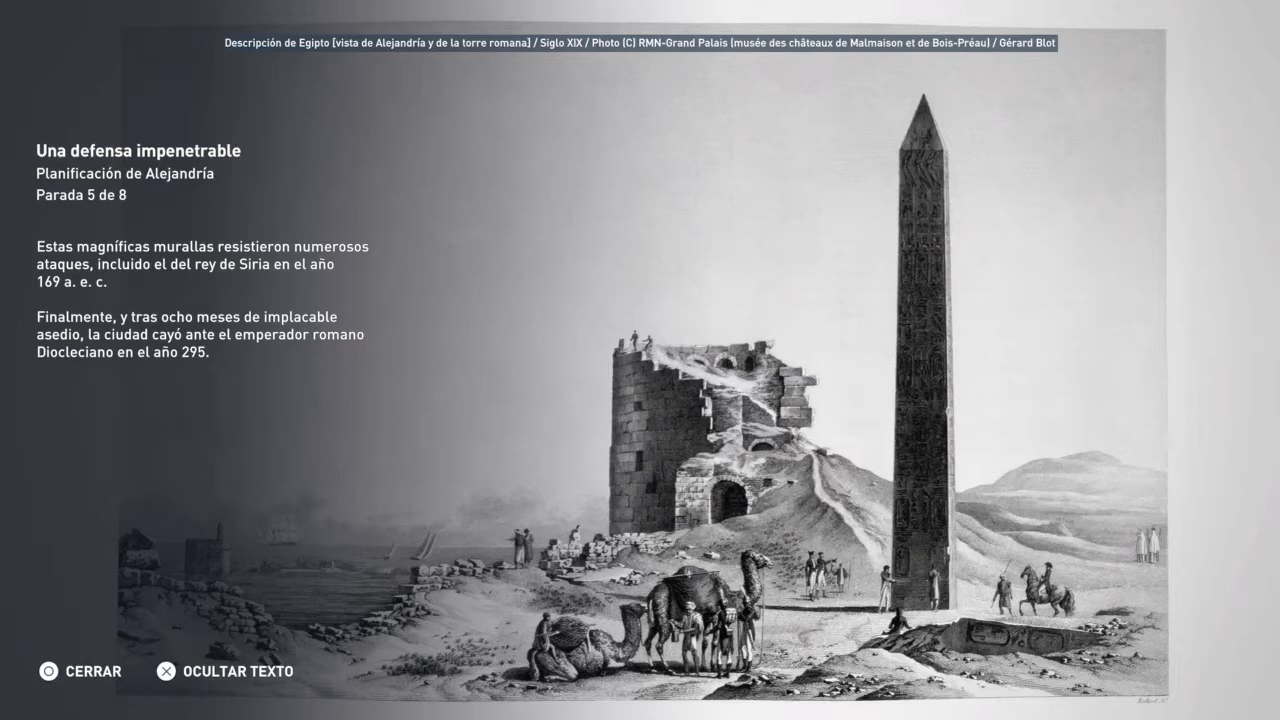 Descripción de Egipto [vista de Alejandría y de la torre romana] / Siglo XIX / Photo (C) RMN-Grand Palais (musée des châteaux de Malmaison et de Bois-Préau) / Gérard Blot
Una defensa impenetrable
Planificación de Alejandría
Parada 5 de 8
Estas magníficas murallas resistieron numerosos
ataques, incluido el del rey de Siria en el año
169 a. e. c.
Finalmente, y tras ocho meses de implacable
asedio, la ciudad cayó ante el emperador romano
Diocleciano en el año 295.
CERRAR
OCULTAR TEXTO